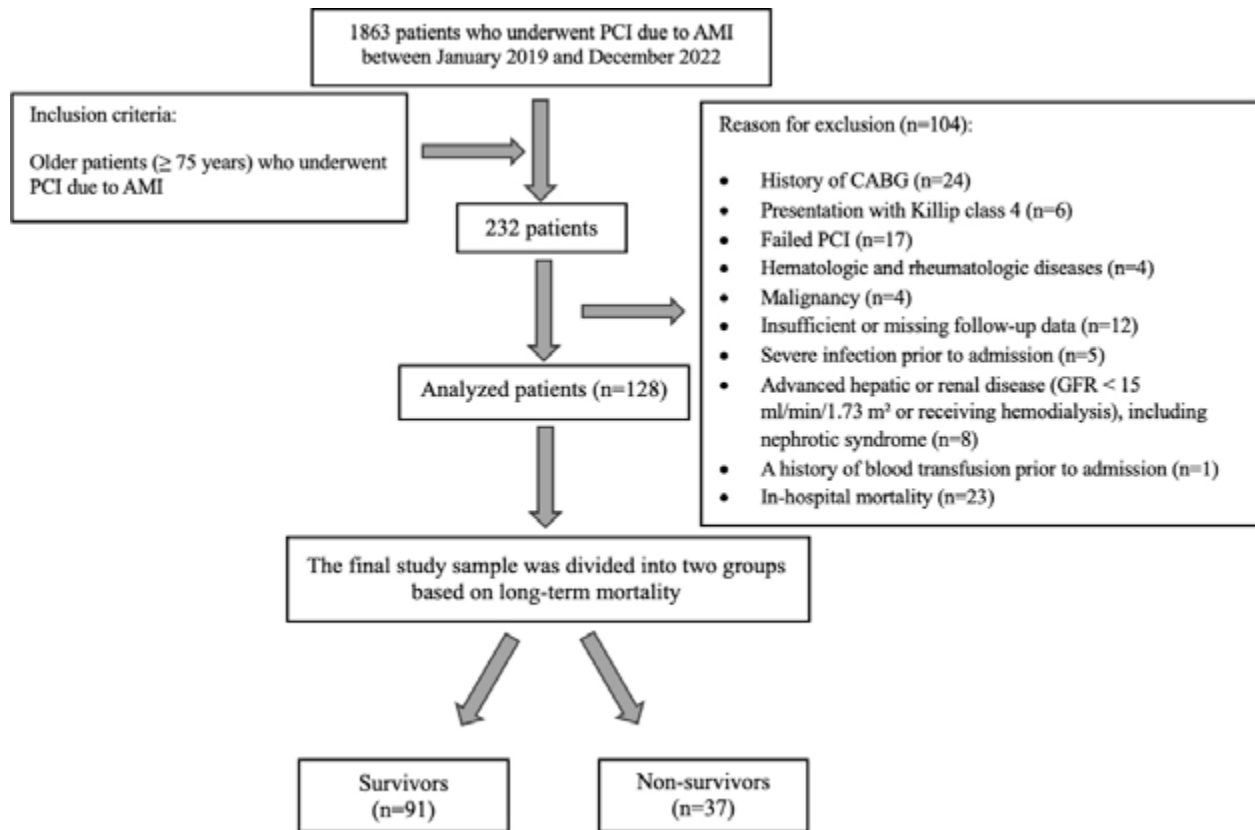 1863 patients who underwent PCI due to AMI
between January 2019 and December 2022
Inclusion criteria:
Older patients (≥ 75 years) who underwent
PCI due to AMI
232 patients
Reason for exclusion (n=104):
• History of CABG (n=24)
• Presentation with Killip class 4 (n=6)
• Failed PCI (n=17)
• Hematologic and rheumatologic diseases (n=4)
• Malignancy (n=4)
• Insufficient or missing follow-up data (n=12)
• Severe infection prior to admission (n=5)
• Advanced hepatic or renal disease (GFR < 15
ml/min/1.73 m² or receiving hemodialysis), including
nephrotic syndrome (n=8)
• A history of blood transfusion prior to admission (n=1)
• In-hospital mortality (n=23)
Analyzed patients (n=128)
The final study sample was divided into two groups
based on long-term mortality
Survivors
(n=91)
Non-survivors
(n=37)